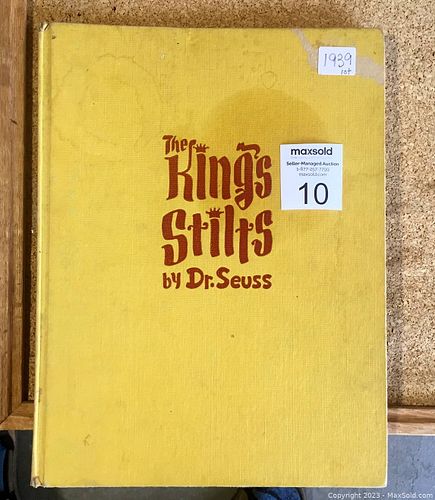 1939
1st
The
King's
Stilts
by Dr. Seuss
maxsold
Seller-Managed Auction
1-877-257-7700
maxsold.com
10
Copyright 2023 - MaxSold.com